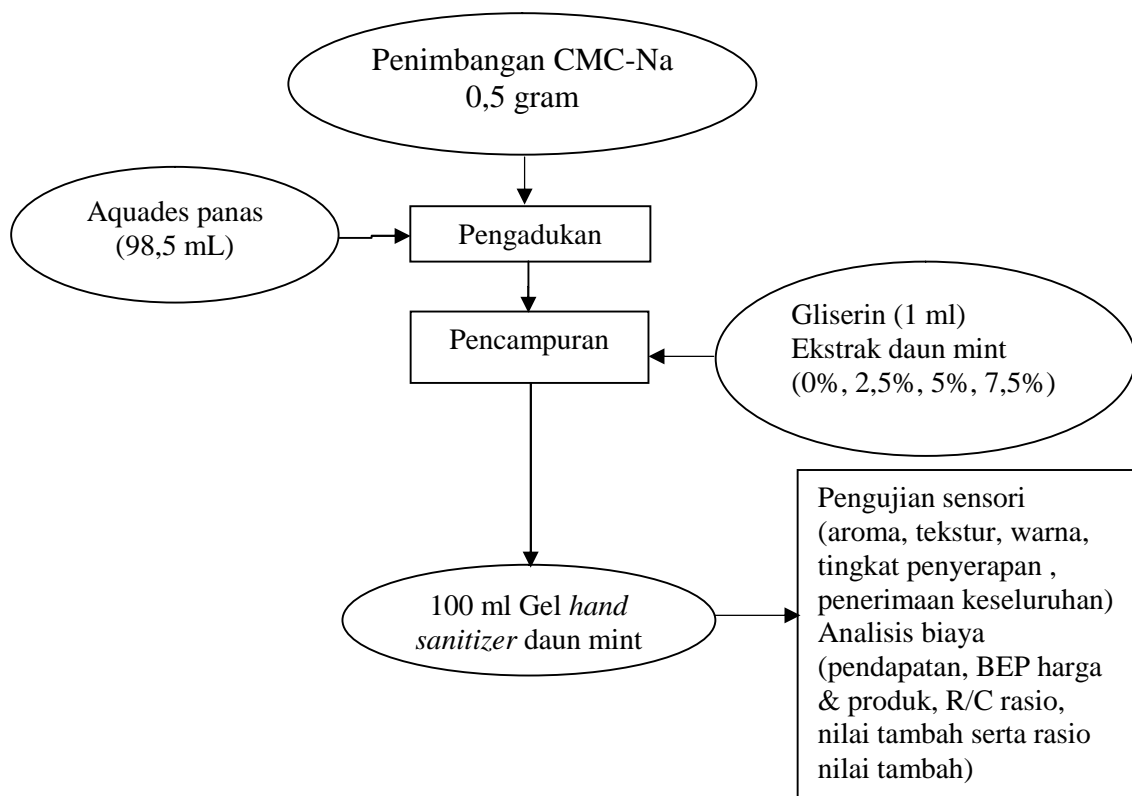 Penimbangan CMC-Na
0,5 gram
Aquades panas
(98,5 mL)
Pengadukan
Pencampuran
Gliserin (1 ml)
Ekstrak daun mint
(0%, 2,5%, 5%, 7,5%)
100 ml Gel hand
sanitizer daun mint
Pengujian sensori
(aroma, tekstur, warna,
tingkat penyerapan ,
penerimaan keseluruhan)
Analisis biaya
(pendapatan, BEP harga
& produk, R/C rasio,
nilai tambah serta rasio
nilai tambah)